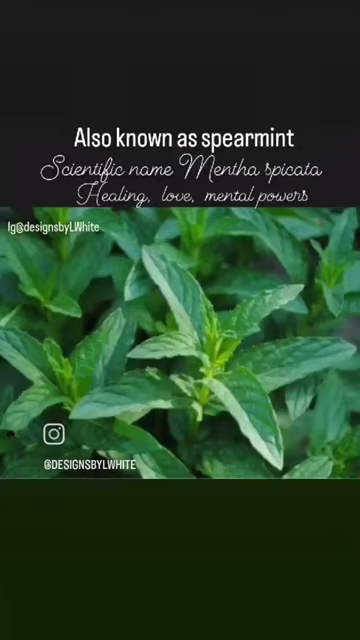 Also known as spearmint
Scientific name Mentha spicata
Healing, love, mental powers
Ig@designsbyLWhite
@DESIGNSBYLWHITE